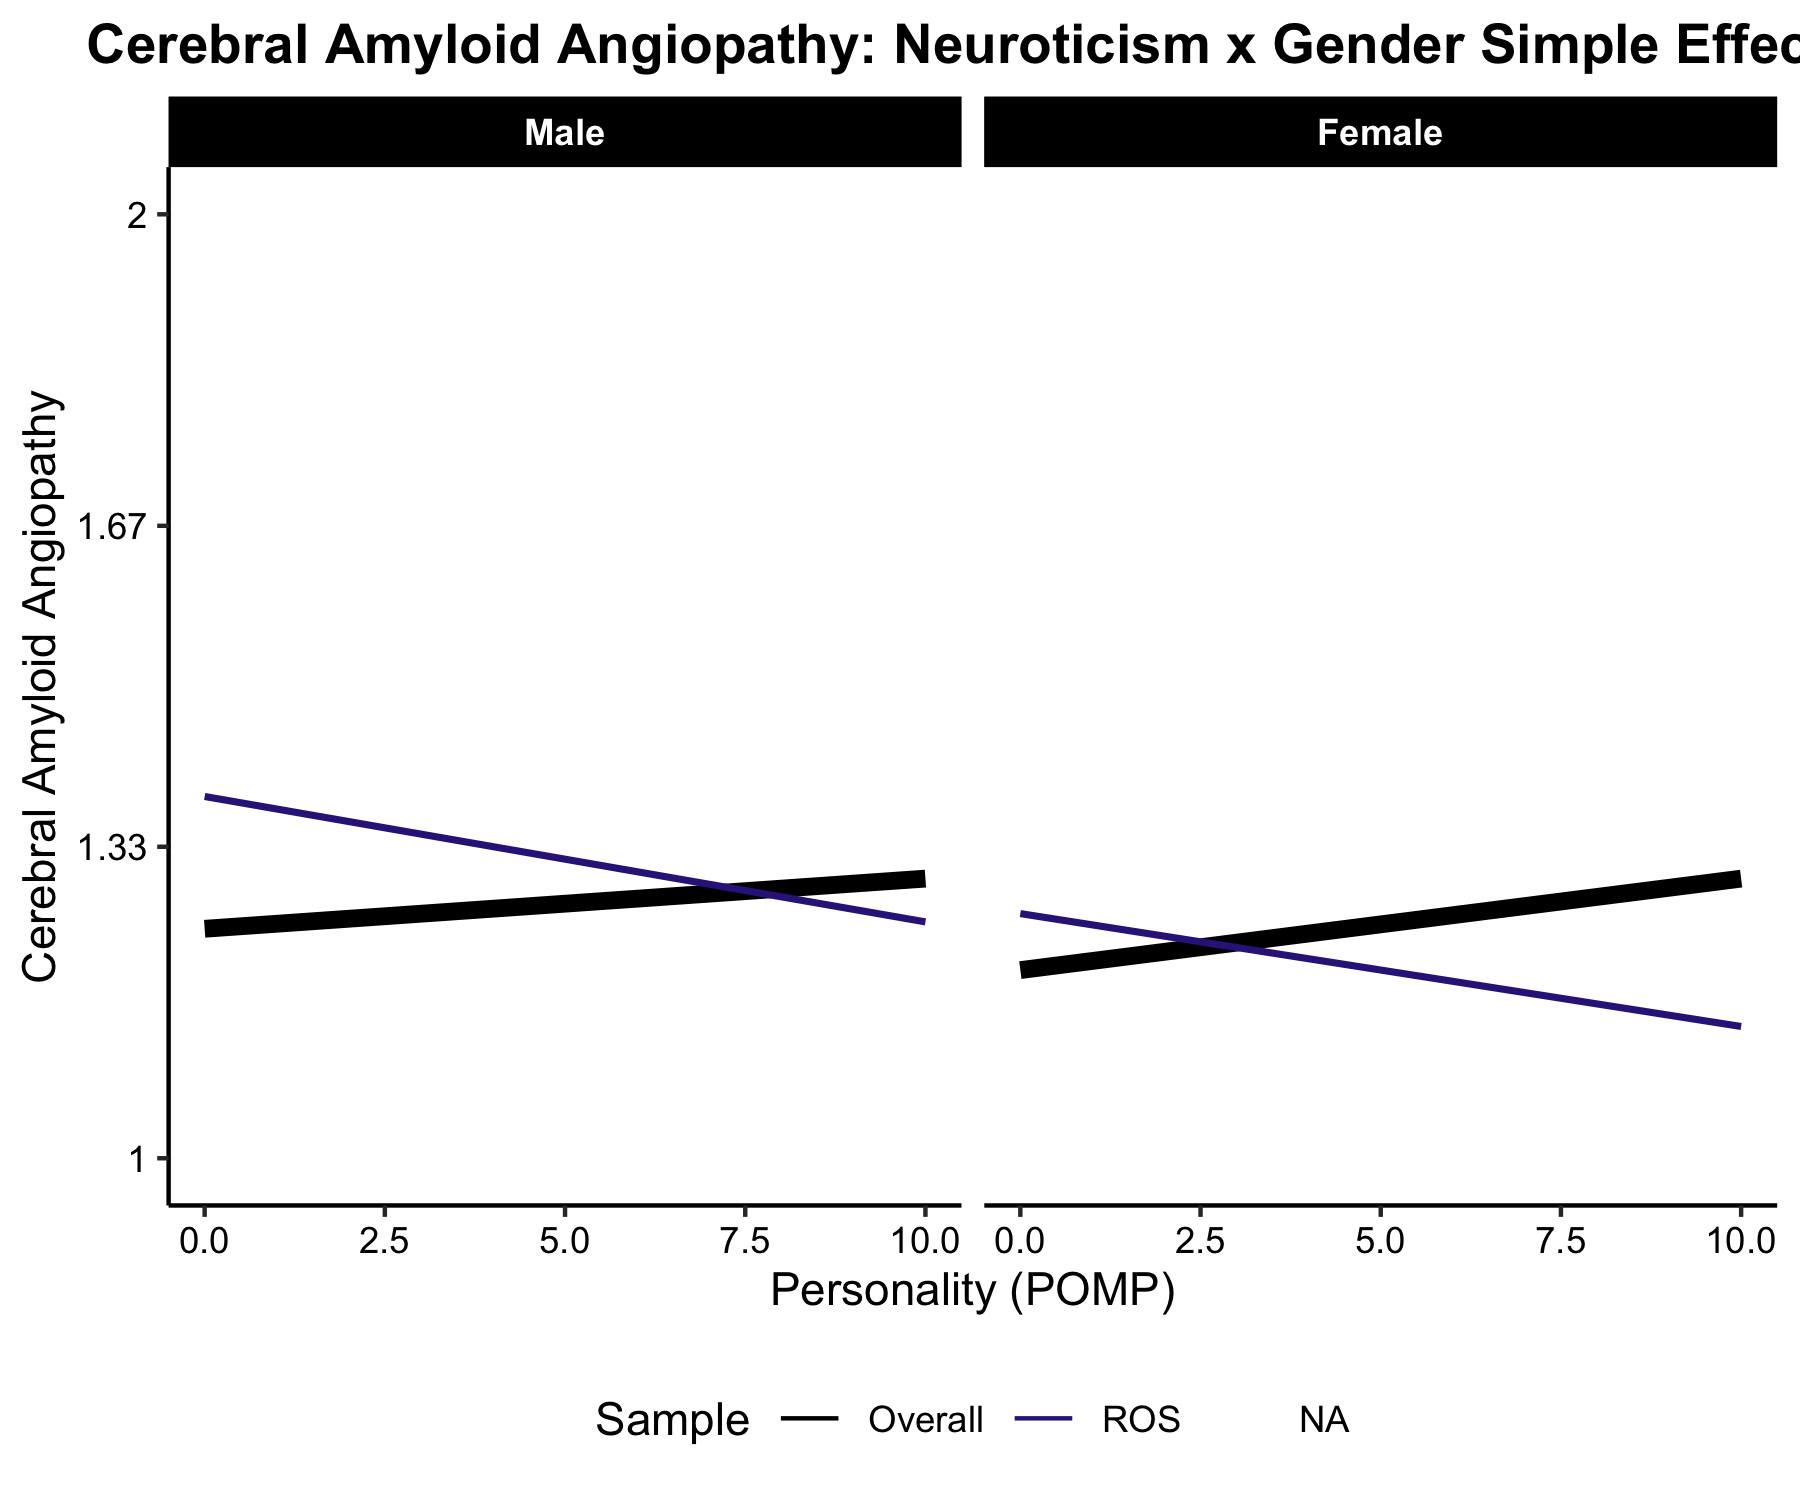 Cerebral Amyloid Angiopathy: Neuroticism x Gender Simple Effec
Male
Female
Cerebral Amyloid Angiopathy
2
1.67
1.33
1
0.0 2.5 5.0 7.5 10.0
0.0 2.5 5.0 7.5 10.0
Personality (POMP)
Sample Overall ROS NA